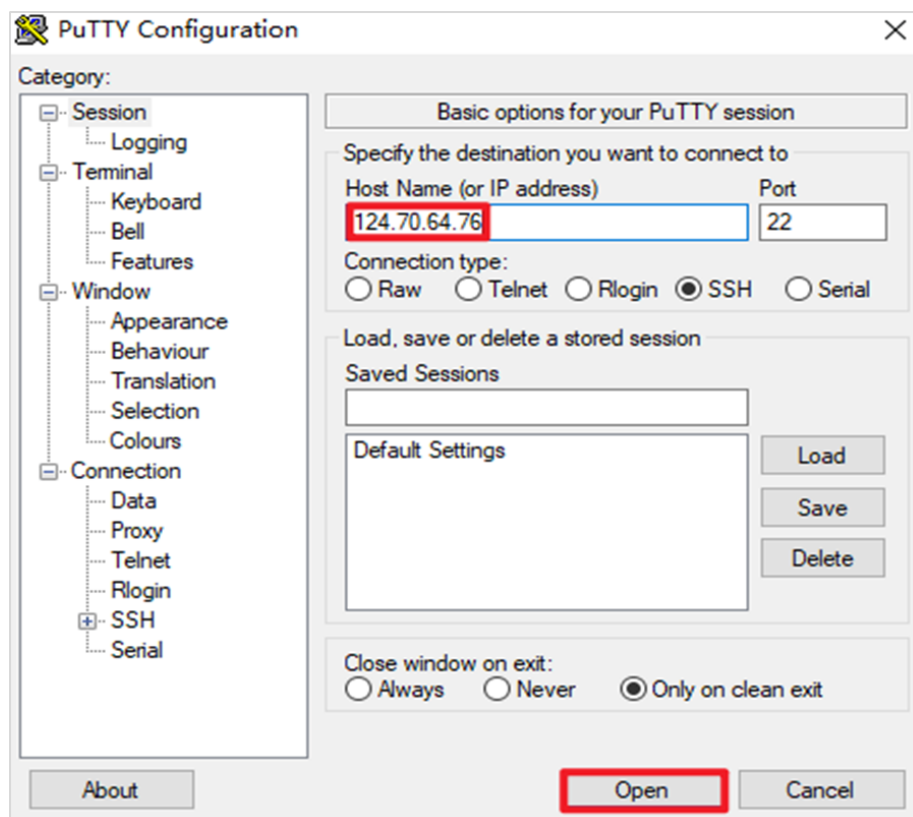 PuTTY Configuration
Category:
Session
Logging
Terminal
Keyboard
Bell
Features
Window
Appearance
Behaviour
Translation
Selection
Colours
Connection
Data
Proxy
Telnet
Rlogin
SSH
Serial
Basic options for your PuTTY session
Specify the destination you want to connect to
Host Name (or IP address) Port
124.70.64.76 22
Connection type:
Raw Telnet Rlogin SSH Serial
Load, save or delete a stored session
Saved Sessions
Default Settings
Load
Save
Delete
Close window on exit:
Always Never Only on clean exit
About Open Cancel